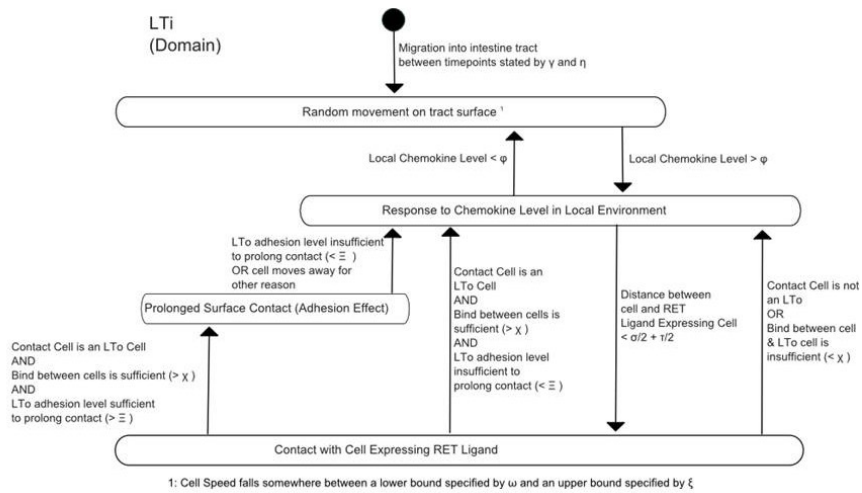 LTi
(Domain)
Migration into intestine tract
between timepoints stated by γ and η
Random movement on tract surface ¹
Local Chemokine Level < φ
Local Chemokine Level > φ
Response to Chemokine Level in Local Environment
LTo adhesion level insufficient
to prolong contact (< Ξ )
OR cell moves away for
other reason
Prolonged Surface Contact (Adhesion Effect)
Contact Cell is an LTo Cell
AND
Bind between cells is sufficient (> χ )
AND
LTo adhesion level sufficient
to prolong contact (> Ξ )
Contact Cell is an
LTo Cell
AND
Bind between cells
is sufficient (> χ )
AND
LTo adhesion level
insufficient to
prolong contact (< Ξ )
Distance between
cell and RET
Ligand Expressing Cell
< σ/2 + τ/2
Contact Cell is not
an LTo
OR
Bind between cell
& LTo cell is
insufficient (< χ )
Contact with Cell Expressing RET Ligand
1: Cell Speed falls somewhere between a lower bound specified by ω and an upper bound specified by ξ